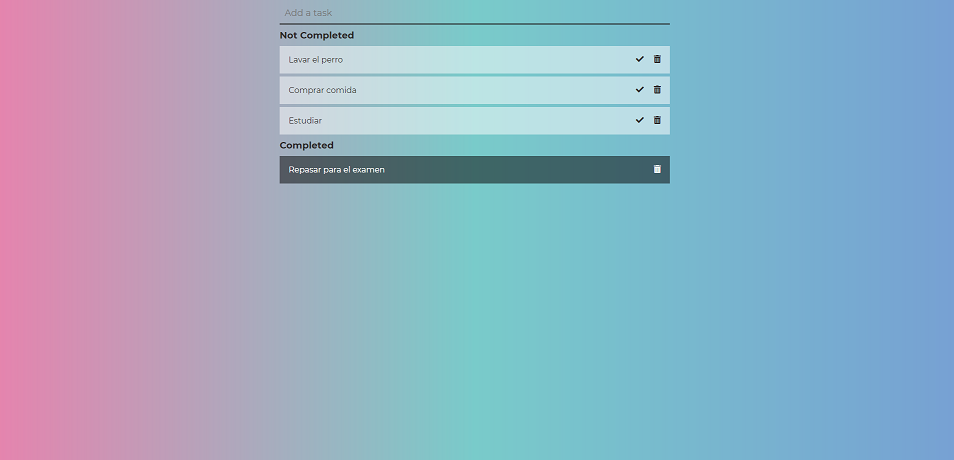 Add a task
Not Completed
Lavar el perro
Comprar comida
Estudiar
Completed
Repasar para el examen